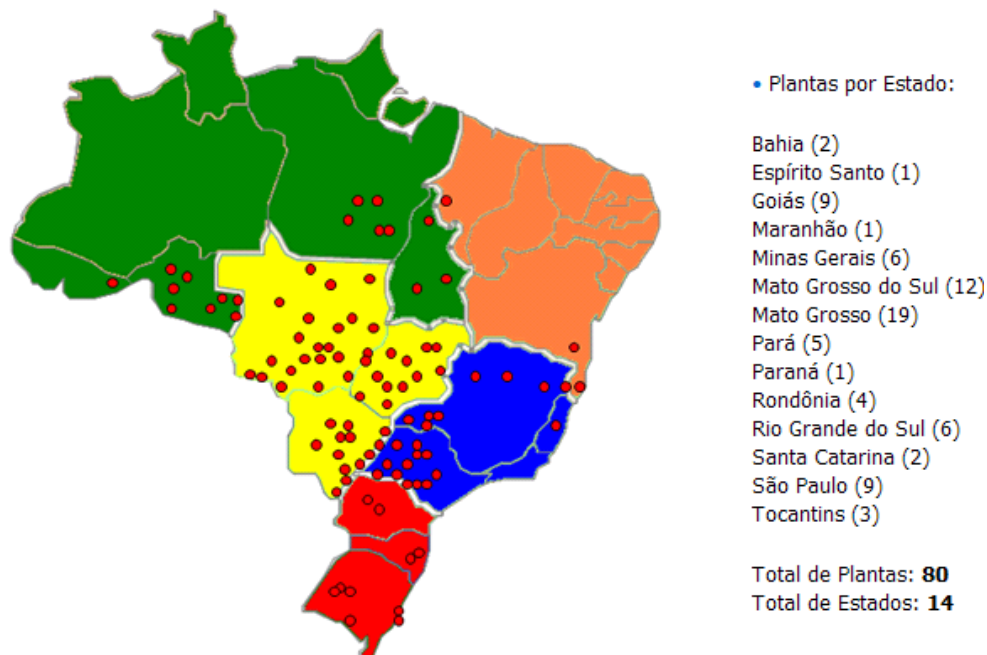 • Plantas por Estado:
Bahia (2)
Espírito Santo (1)
Goiás (9)
Maranhão (1)
Minas Gerais (6)
Mato Grosso do Sul (12)
Mato Grosso (19)
Pará (5)
Paraná (1)
Rondônia (4)
Rio Grande do Sul (6)
Santa Catarina (2)
São Paulo (9)
Tocantins (3)
Total de Plantas: 80
Total de Estados: 14